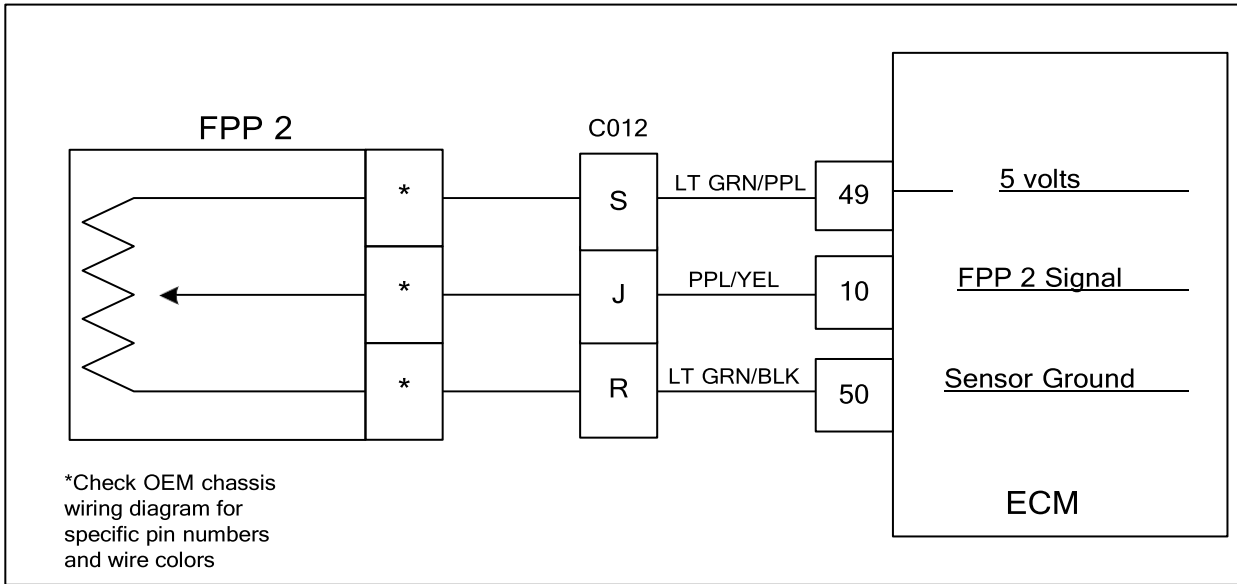 FPP 2
C012
* S LT GRN/PPL 49 5 volts
* J PPL/YEL 10 FPP 2 Signal
* R LT GRN/BLK 50 Sensor Ground
*Check OEM chassis
wiring diagram for
specific pin numbers
and wire colors
ECM